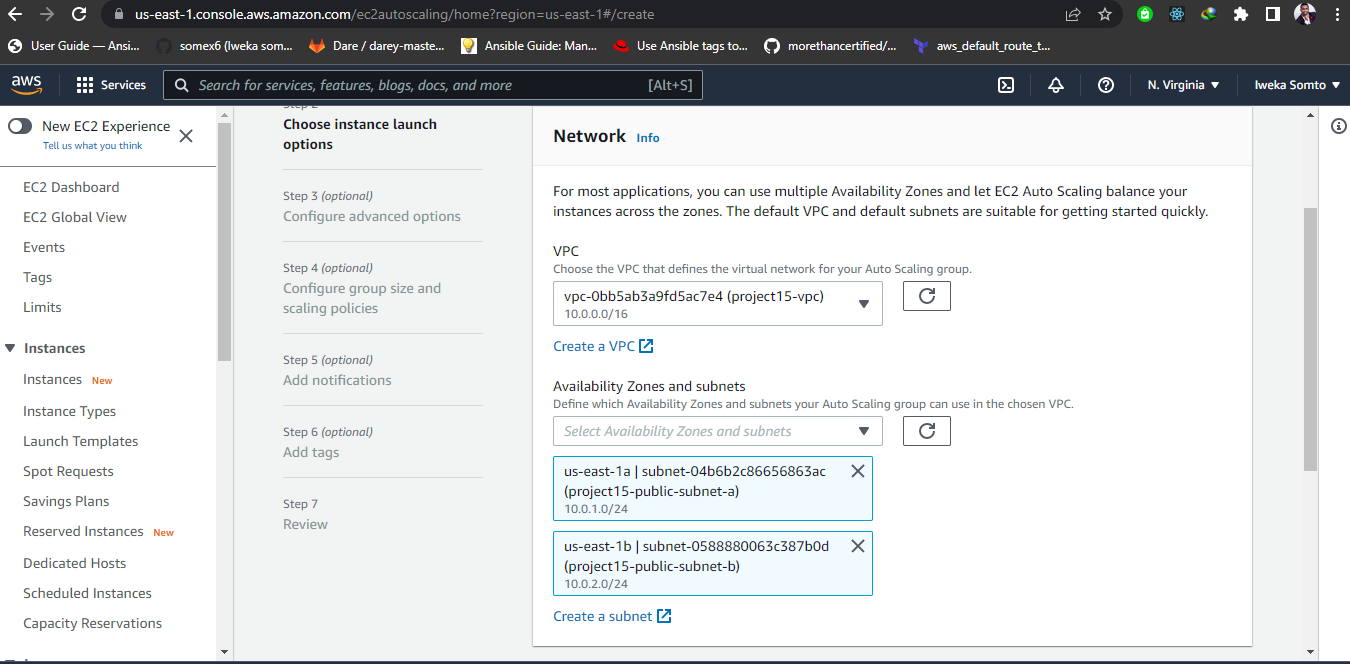 us-east-1.console.aws.amazon.com/ec2autoscaling/home?region=us-east-1#/create
User Guide — Ansi...
somex6 (Iweka som...
Dare / darey-maste...
Ansible Guide: Man...
Use Ansible tags to...
morethancertified/...
aws_default_route_t...
aws
Services
Search for services, features, blogs, docs, and more
[Alt+S]
N. Virginia
Iweka Somto
New EC2 Experience
Tell us what you think
EC2 Dashboard
EC2 Global View
Events
Tags
Limits
Instances
Instances New
Instance Types
Launch Templates
Spot Requests
Savings Plans
Reserved Instances New
Dedicated Hosts
Scheduled Instances
Capacity Reservations
Step 2
Choose instance launch
options
Step 3 (optional)
Configure advanced options
Step 4 (optional)
Configure group size and
scaling policies
Step 5 (optional)
Add notifications
Step 6 (optional)
Add tags
Step 7
Review
Network Info
For most applications, you can use multiple Availability Zones and let EC2 Auto Scaling balance your
instances across the zones. The default VPC and default subnets are suitable for getting started quickly.
VPC
Choose the VPC that defines the virtual network for your Auto Scaling group.
vpc-0bb5ab3a9fd5ac7e4 (project15-vpc)
10.0.0.0/16
Create a VPC
Availability Zones and subnets
Define which Availability Zones and subnets your Auto Scaling group can use in the chosen VPC.
Select Availability Zones and subnets
us-east-1a | subnet-04b6b2c86656863ac
(project15-public-subnet-a)
10.0.1.0/24
us-east-1b | subnet-0588880063c387b0d
(project15-public-subnet-b)
10.0.2.0/24
Create a subnet